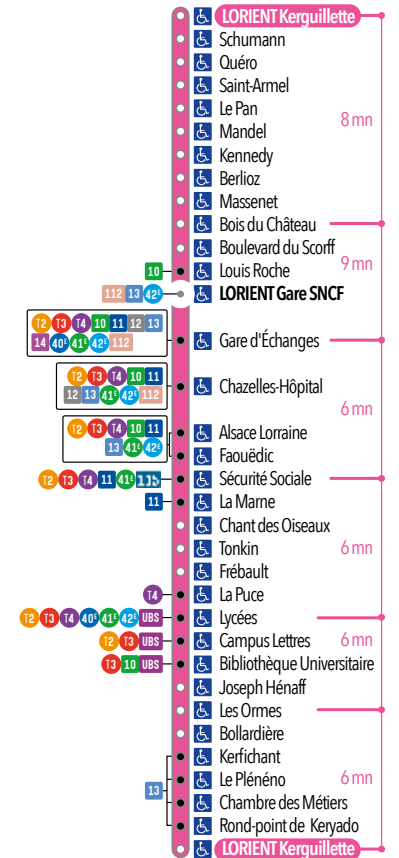 LORIENT Kerguillette
Schumann
Quéro
Saint-Armel
Le Pan
8 mn
Mandel
Kennedy
Berlioz
Massenet
Bois du Château
Boulevard du Scorff
9 mn
10 Louis Roche
112 13 42E LORIENT Gare SNCF
T2 T3 T4 10 11 12 13
14 40E 41E 42E 112
Gare d'Échanges
T2 T3 T4 10 11
12 13 41E 42E 112
Chazelles-Hôpital
6 mn
T2 T3 T4 10 11
13 41E 42E
Alsace Lorraine
Faouëdic
T2 T3 T4 11 41E Sécurité Sociale
11 La Marne
Chant des Oiseaux
Tonkin
6 mn
Frébault
T4 La Puce
T2 T3 T4 40E 41E 42E UBS Lycées
T2 T3 UBS Campus Lettres
6 mn
T3 10 UBS Bibliothèque Universitaire
Joseph Hénaff
Les Ormes
Bollardière
Kerfichant
13 Le Plénéno
6 mn
Chambre des Métiers
Rond-point de Keryado
LORIENT Kerguillette